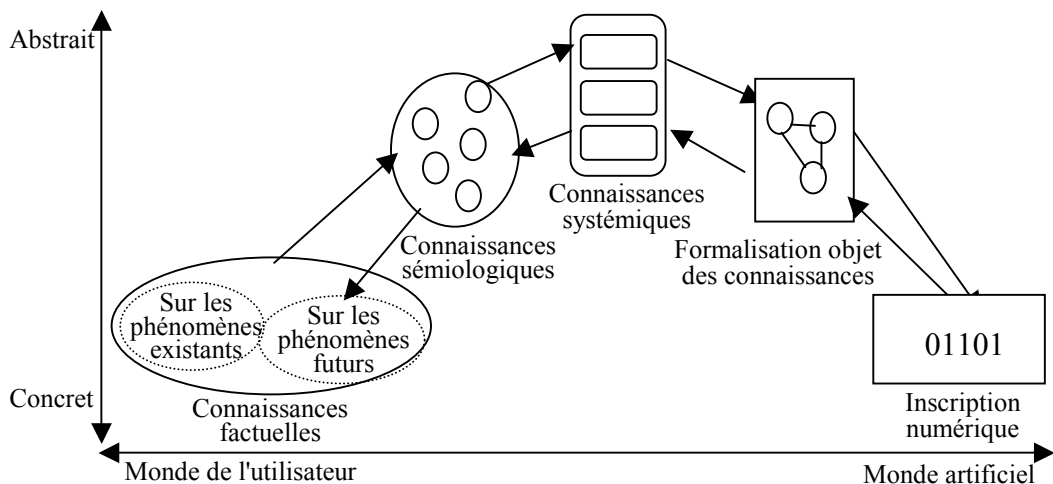 Abstrait
Connaissances
systémiques
Connaissances
sémiologiques
Formalisation objet
des connaissances
Sur les
phénomènes
existants
Sur les
phénomènes
futurs
01101
Concret
Connaissances
factuelles
Inscription
numérique
Monde de l'utilisateur
Monde artificiel